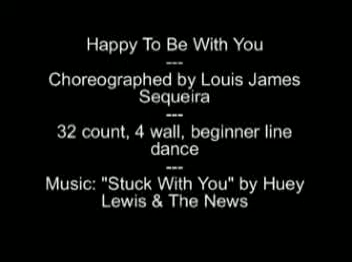 Happy To Be With You
---
Choreographed by Louis James
Sequeira
---
32 count, 4 wall, beginner line
dance
---
Music: "Stuck With You" by Huey
Lewis & The News